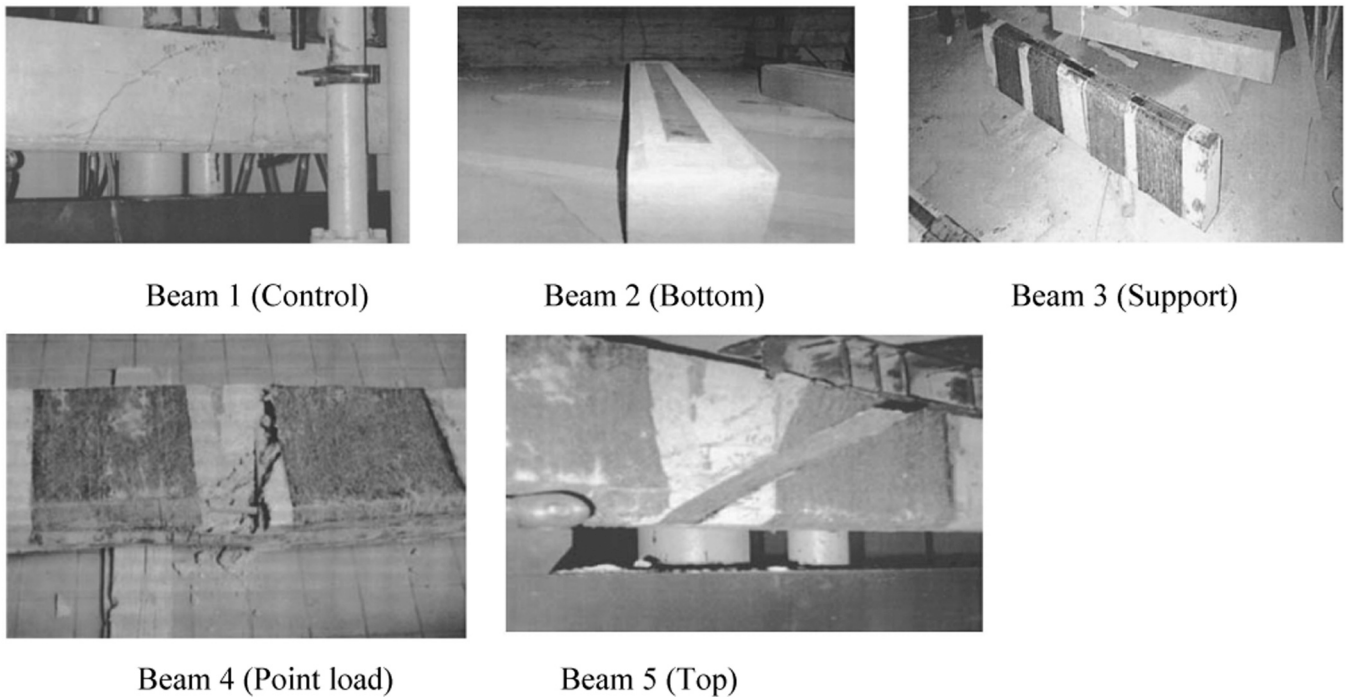 Beam 1 (Control)
Beam 2 (Bottom)
Beam 3 (Support)
Beam 4 (Point load)
Beam 5 (Top)